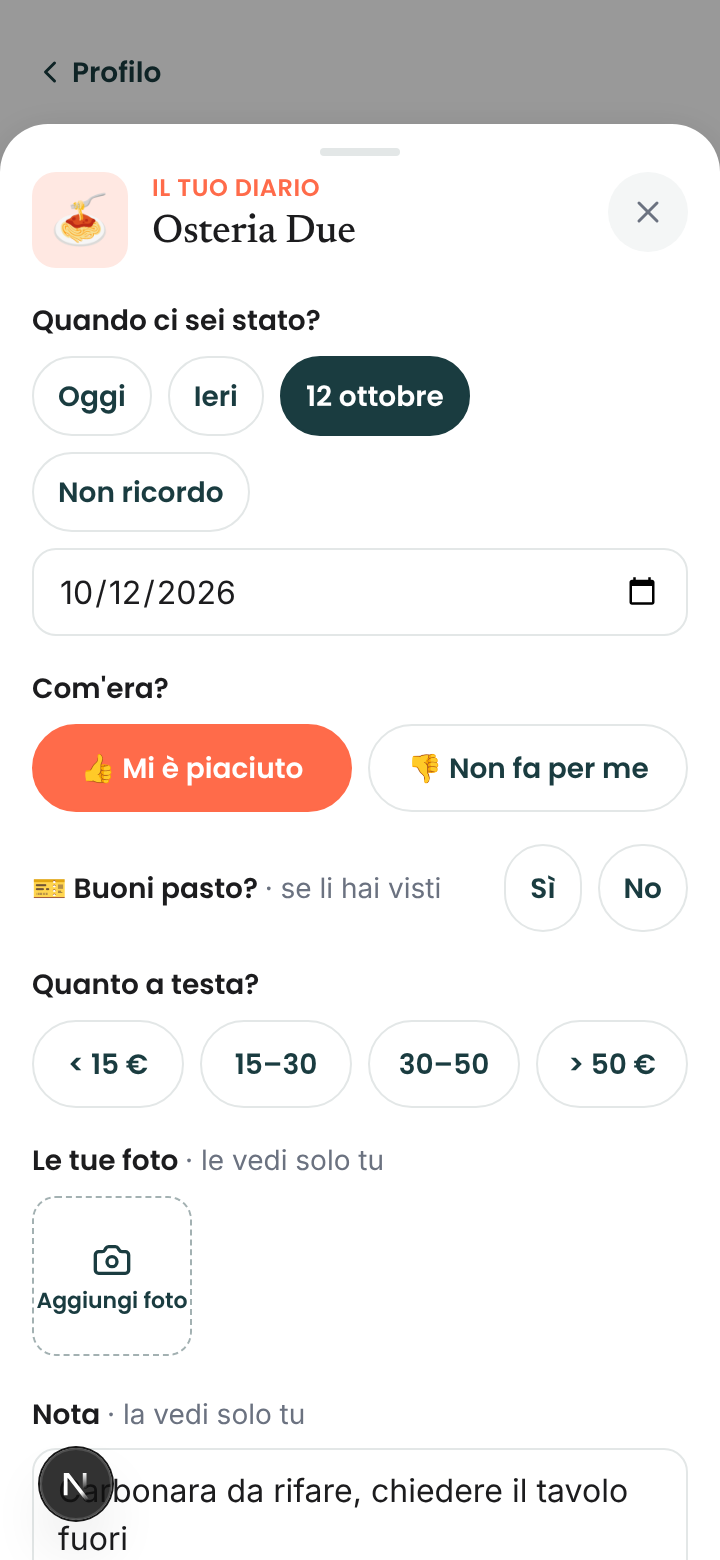 Profilo
IL TUO DIARIO
Osteria Due
Quando ci sei stato?
Oggi
Ieri
12 ottobre
Non ricordo
10/12/2026
Com'era?
👍 Mi è piaciuto
👎 Non fa per me
🎫 Buoni pasto? · se li hai visti
Sì
No
Quanto a testa?
< 15 €
15–30
30–50
> 50 €
Le tue foto · le vedi solo tu
Aggiungi foto
Nota · la vedi solo tu
N
Carbonara da rifare, chiedere il tavolo
fuori